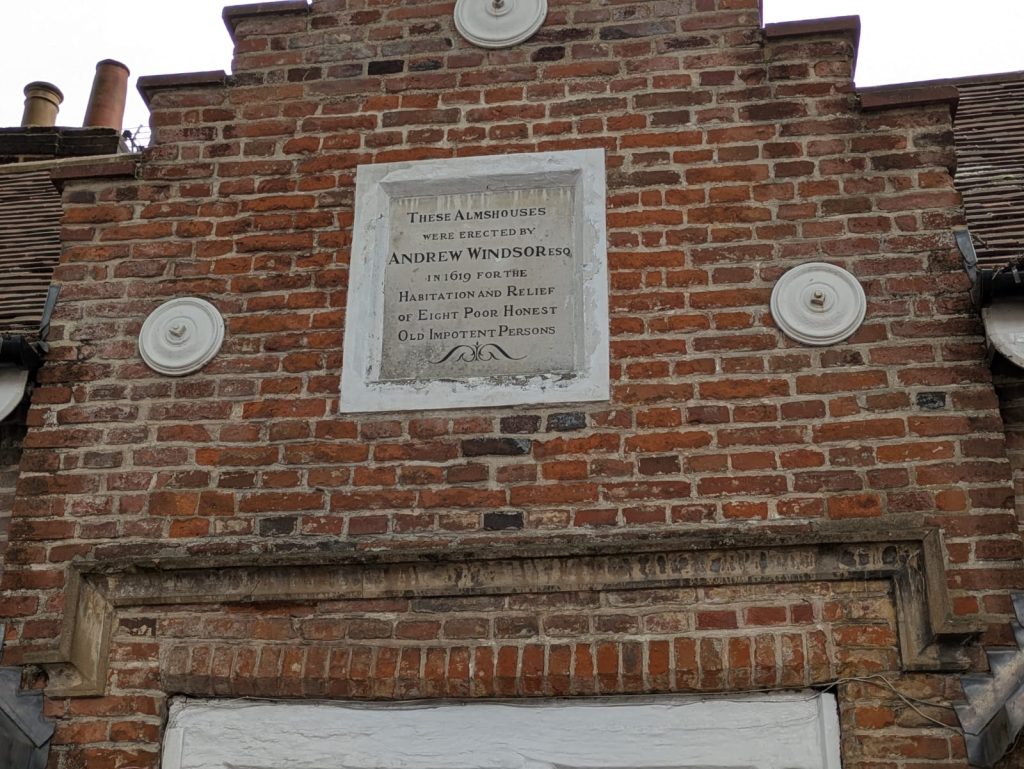 These Almshouses
were erected by
Andrew Windsor Esq
in 1619 for the
Habitation and Relief
of Eight Poor Honest
Old Impotent Persons